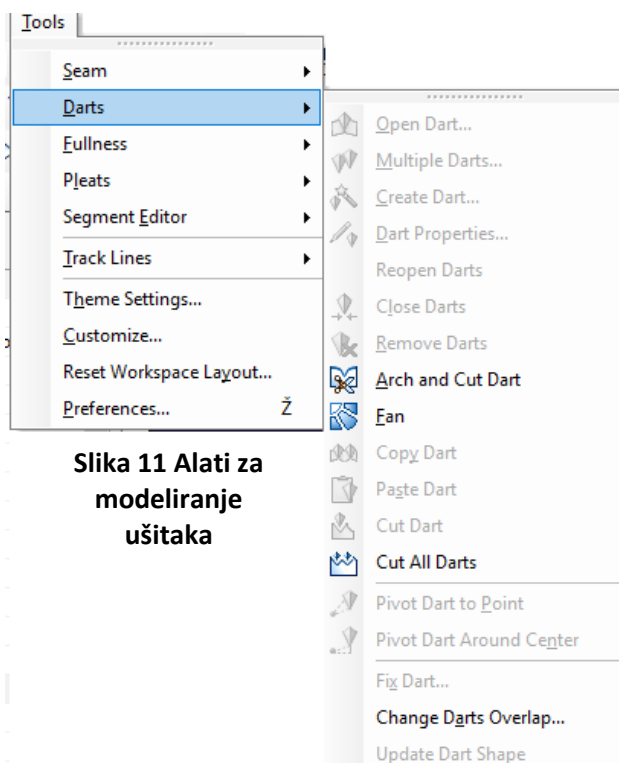 Tools
Seam
Darts
Fullness
Pleats
Segment Editor
Track Lines
Theme Settings...
Customize...
Reset Workspace Layout...
Preferences... Ž
Slika 11 Alati za
modeliranje
ušitaka
Open Dart...
Multiple Darts...
Create Dart...
Dart Properties...
Reopen Darts
Close Darts
Remove Darts
Arch and Cut Dart
Fan
Copy Dart
Paste Dart
Cut Dart
Cut All Darts
Pivot Dart to Point
Pivot Dart Around Center
Fix Dart...
Change Darts Overlap...
Update Dart Shape